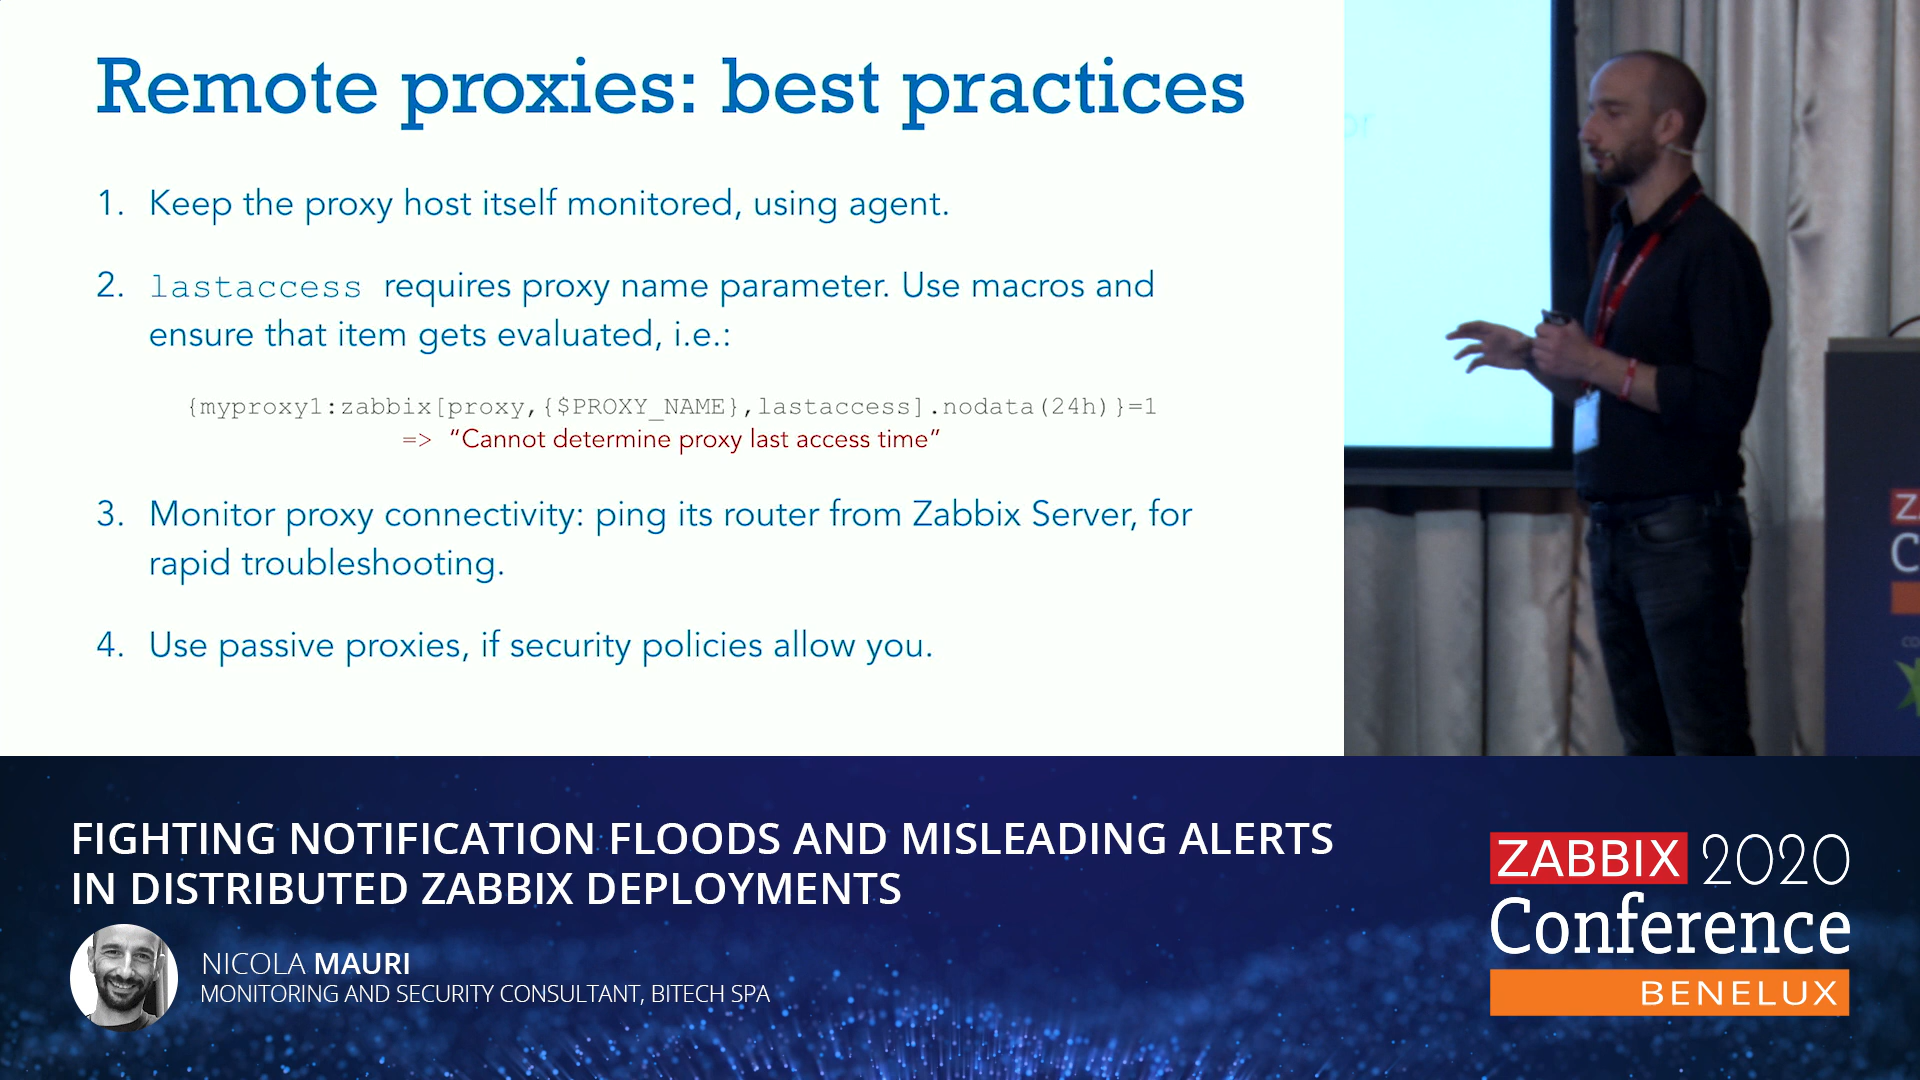 Remote proxies: best practices
1. Keep the proxy host itself monitored, using agent.
2. lastaccess requires proxy name parameter. Use macros and
ensure that item gets evaluated, i.e.:
{myproxy1:zabbix[proxy,{$PROXY_NAME},lastaccess].nodata(24h)}=1
=> “Cannot determine proxy last access time”
3. Monitor proxy connectivity: ping its router from Zabbix Server, for
rapid troubleshooting.
4. Use passive proxies, if security policies allow you.
or
Z
C
CO
FIGHTING NOTIFICATION FLOODS AND MISLEADING ALERTS
IN DISTRIBUTED ZABBIX DEPLOYMENTS
NICOLA MAURI
MONITORING AND SECURITY CONSULTANT, BITECH SPA
ZABBIX 2020
Conference
BENELUX